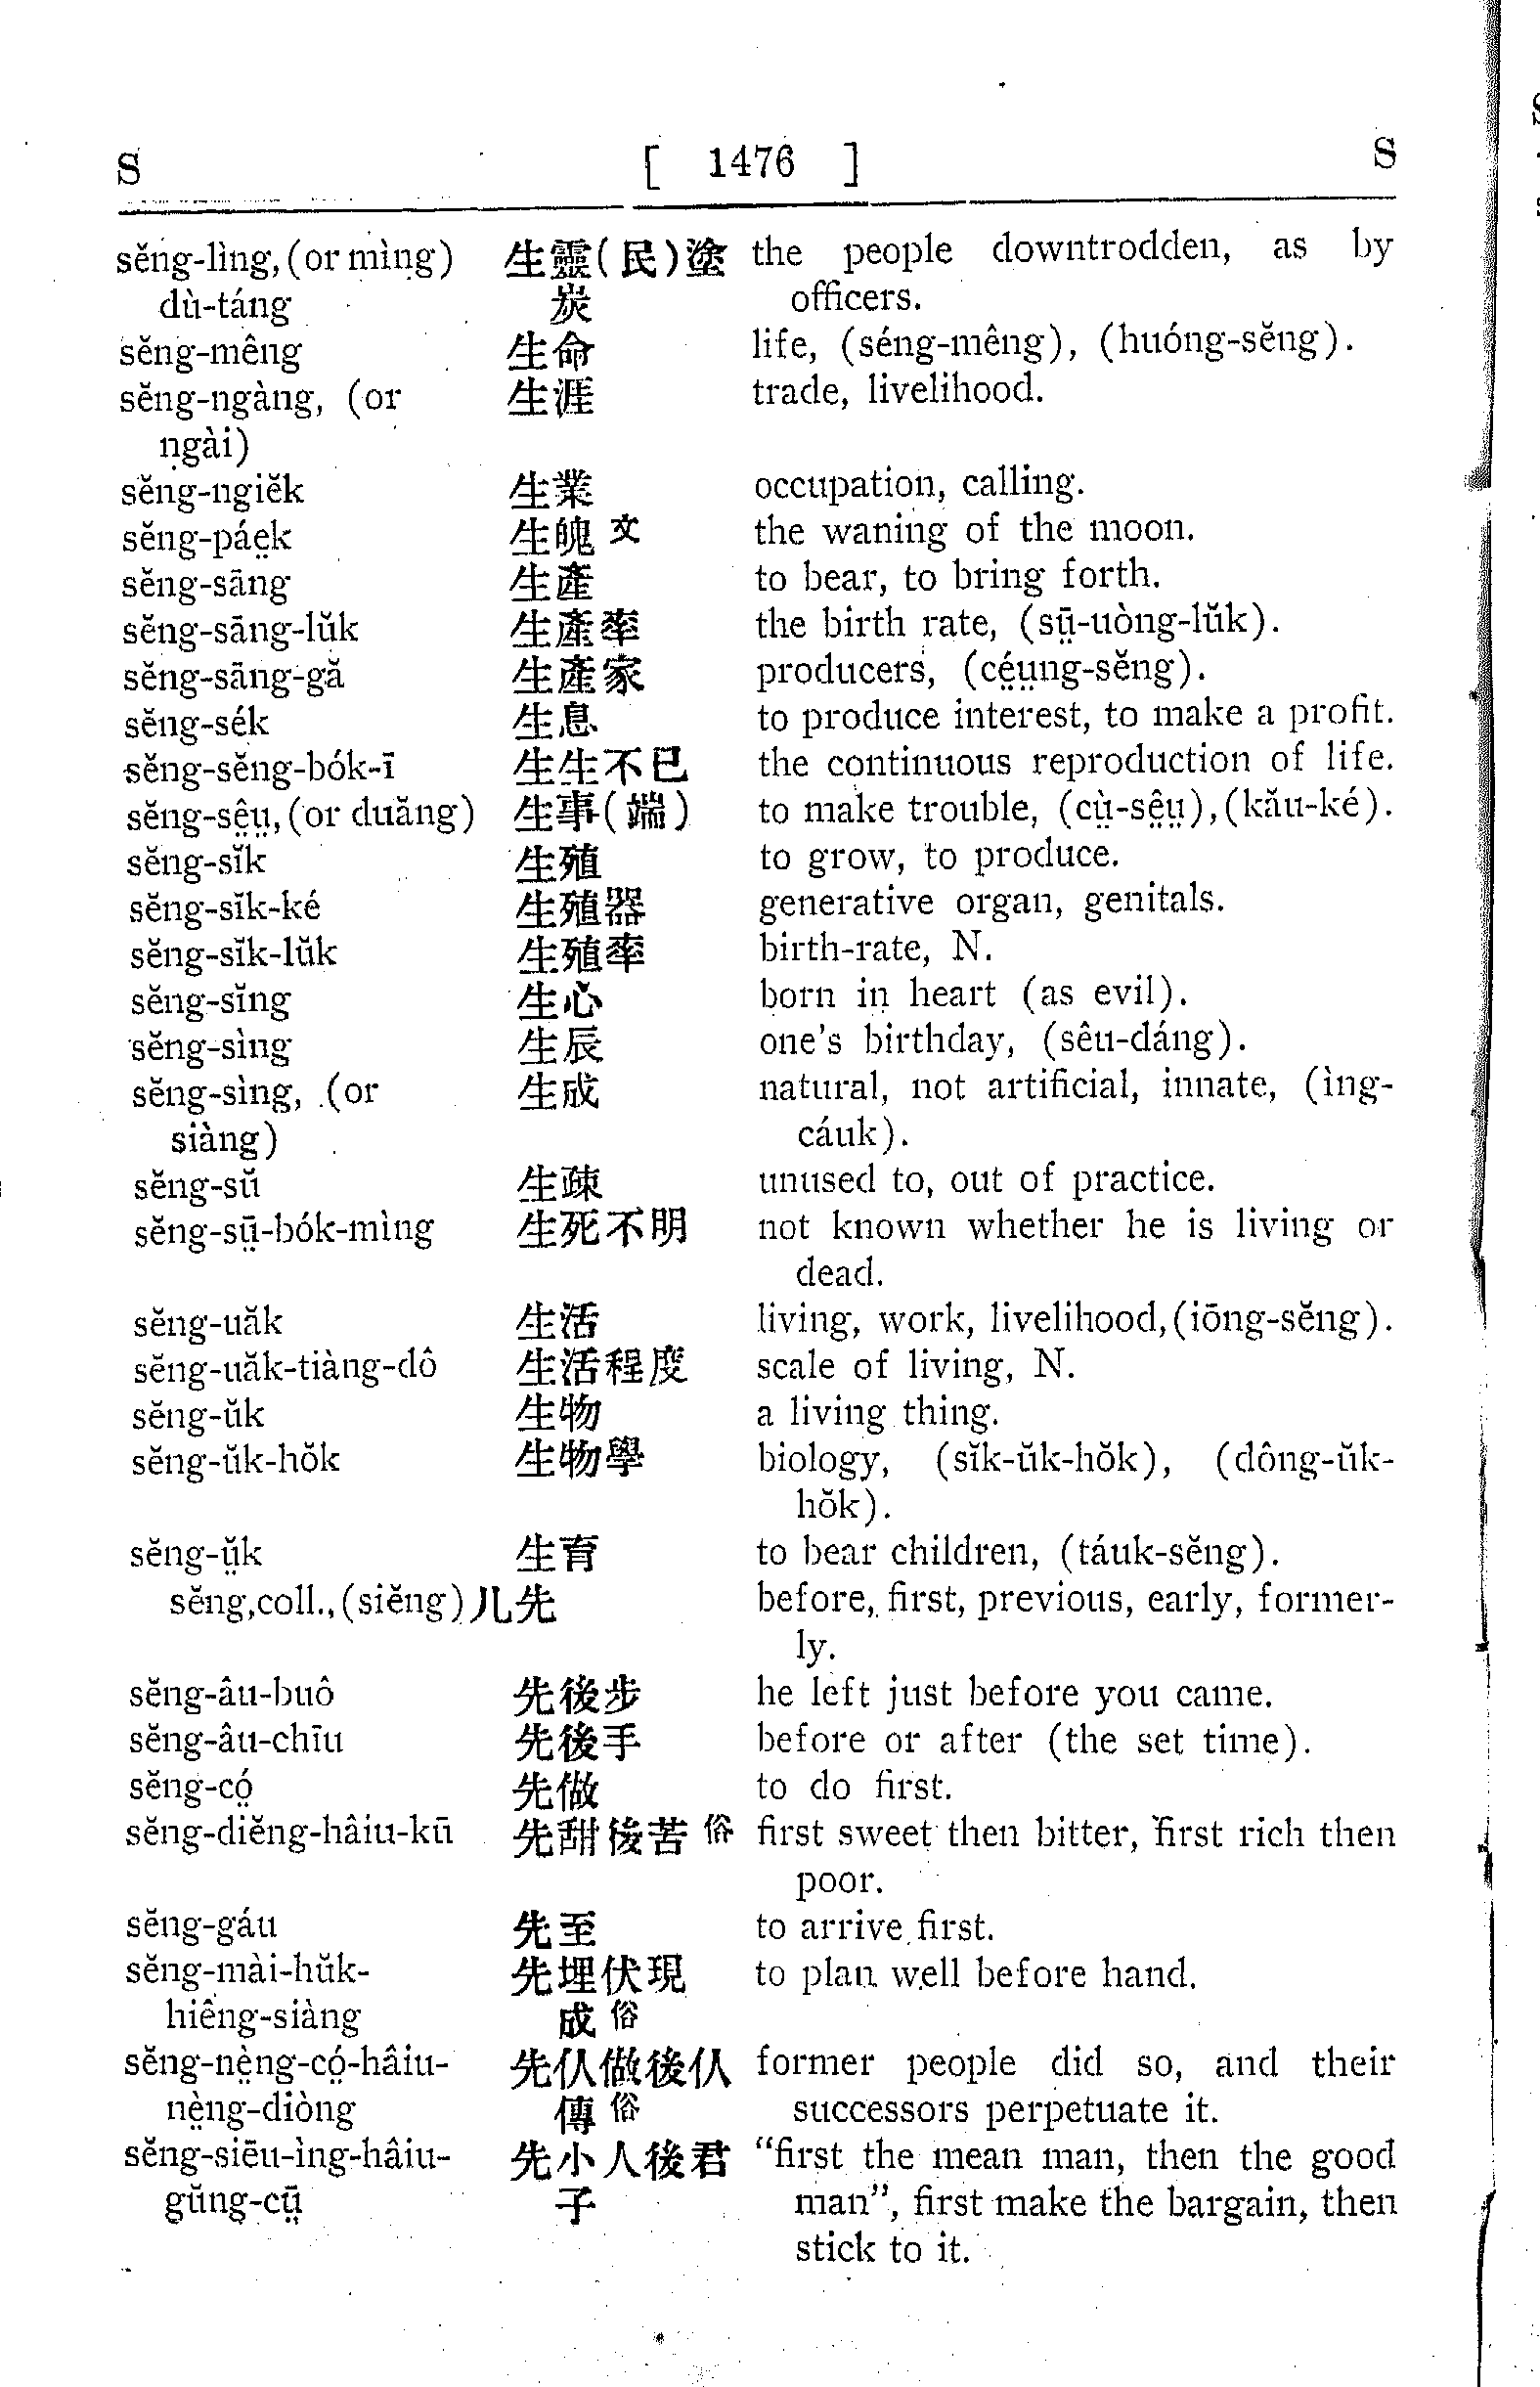 S [ 1476 ] S
sĕng-lìng, (or mìng) 生靈(民)塗 the people downtrodden, as by
dù-táng 炭 officers.
sĕng-mêng 生命 life, (séng-mêng), (huóng-sĕng).
sĕng-ngàng, (or 生涯 trade, livelihood.
ngài)
sĕng-ngiĕk 生業 occupation, calling.
sĕng-páe̤k 生魄 文 the waning of the moon.
sĕng-sāng 生產 to bear, to bring forth.
sĕng-sāng-lŭk 生產率 the birth rate, (sṳ̄-uòng-lŭk).
sĕng-sāng-gă 生產家 producers, (cé̤ṳng-sĕng).
sĕng-sék 生息 to produce interest, to make a profit.
sĕng-sĕng-bók-ī 生生不已 the continuous reproduction of life.
sĕng-sê̤ṳ, (or duăng) 生事(端) to make trouble, (cṳ̀-sê̤ṳ), (kău-ké).
sĕng-sĭk 生殖 to grow, to produce.
sĕng-sĭk-ké 生殖器 generative organ, genitals.
sĕng-sĭk-lŭk 生殖率 birth-rate, N.
sĕng-sĭng 生心 born in heart (as evil).
sĕng-sìng 生辰 one's birthday, (sêu-dáng).
sĕng-sìng, (or 生成 natural, not artificial, innate, (ìng-
siàng) cáuk).
sĕng-sŭ 生疎 unused to, out of practice.
sĕng-sṳ̄-bók-mìng 生死不明 not known whether he is living or
dead.
sĕng-uăk 生活 living, work, livelihood, (iōng-sĕng).
sĕng-uăk-tiàng-dô 生活程度 scale of living, N.
sĕng-ŭk 生物 a living thing.
sĕng-ŭk-hŏk 生物學 biology, (sĭk-ŭk-hŏk), (dông-ŭk-
hŏk).
sĕng-ṳ̆k 生育 to bear children, (táuk-sĕng).
sĕng, coll., (siĕng) 儿先 before, first, previous, early, former-
ly.
sĕng-âu-buô 先後步 he left just before you came.
sĕng-âu-chīu 先後手 before or after (the set time).
sĕng-có̤ 先做 to do first.
sĕng-diĕng-hâiu-kū 先甜後苦 俗 first sweet then bitter, first rich then
poor.
sĕng-gáu 先至 to arrive first.
sĕng-mài-hŭk- 先埋伏現 to plan well before hand.
hiêng-siàng 成 俗
sĕng-nè̤ng-có̤-hâiu- 先仈做後仈 former people did so, and their
nè̤ng-diòng 傳 俗 successors perpetuate it.
sĕng-siēu-ìng-hâiu- 先小人後君 "first the mean man, then the good
gŭng-cṳ̄ 子 man", first make the bargain, then
stick to it.